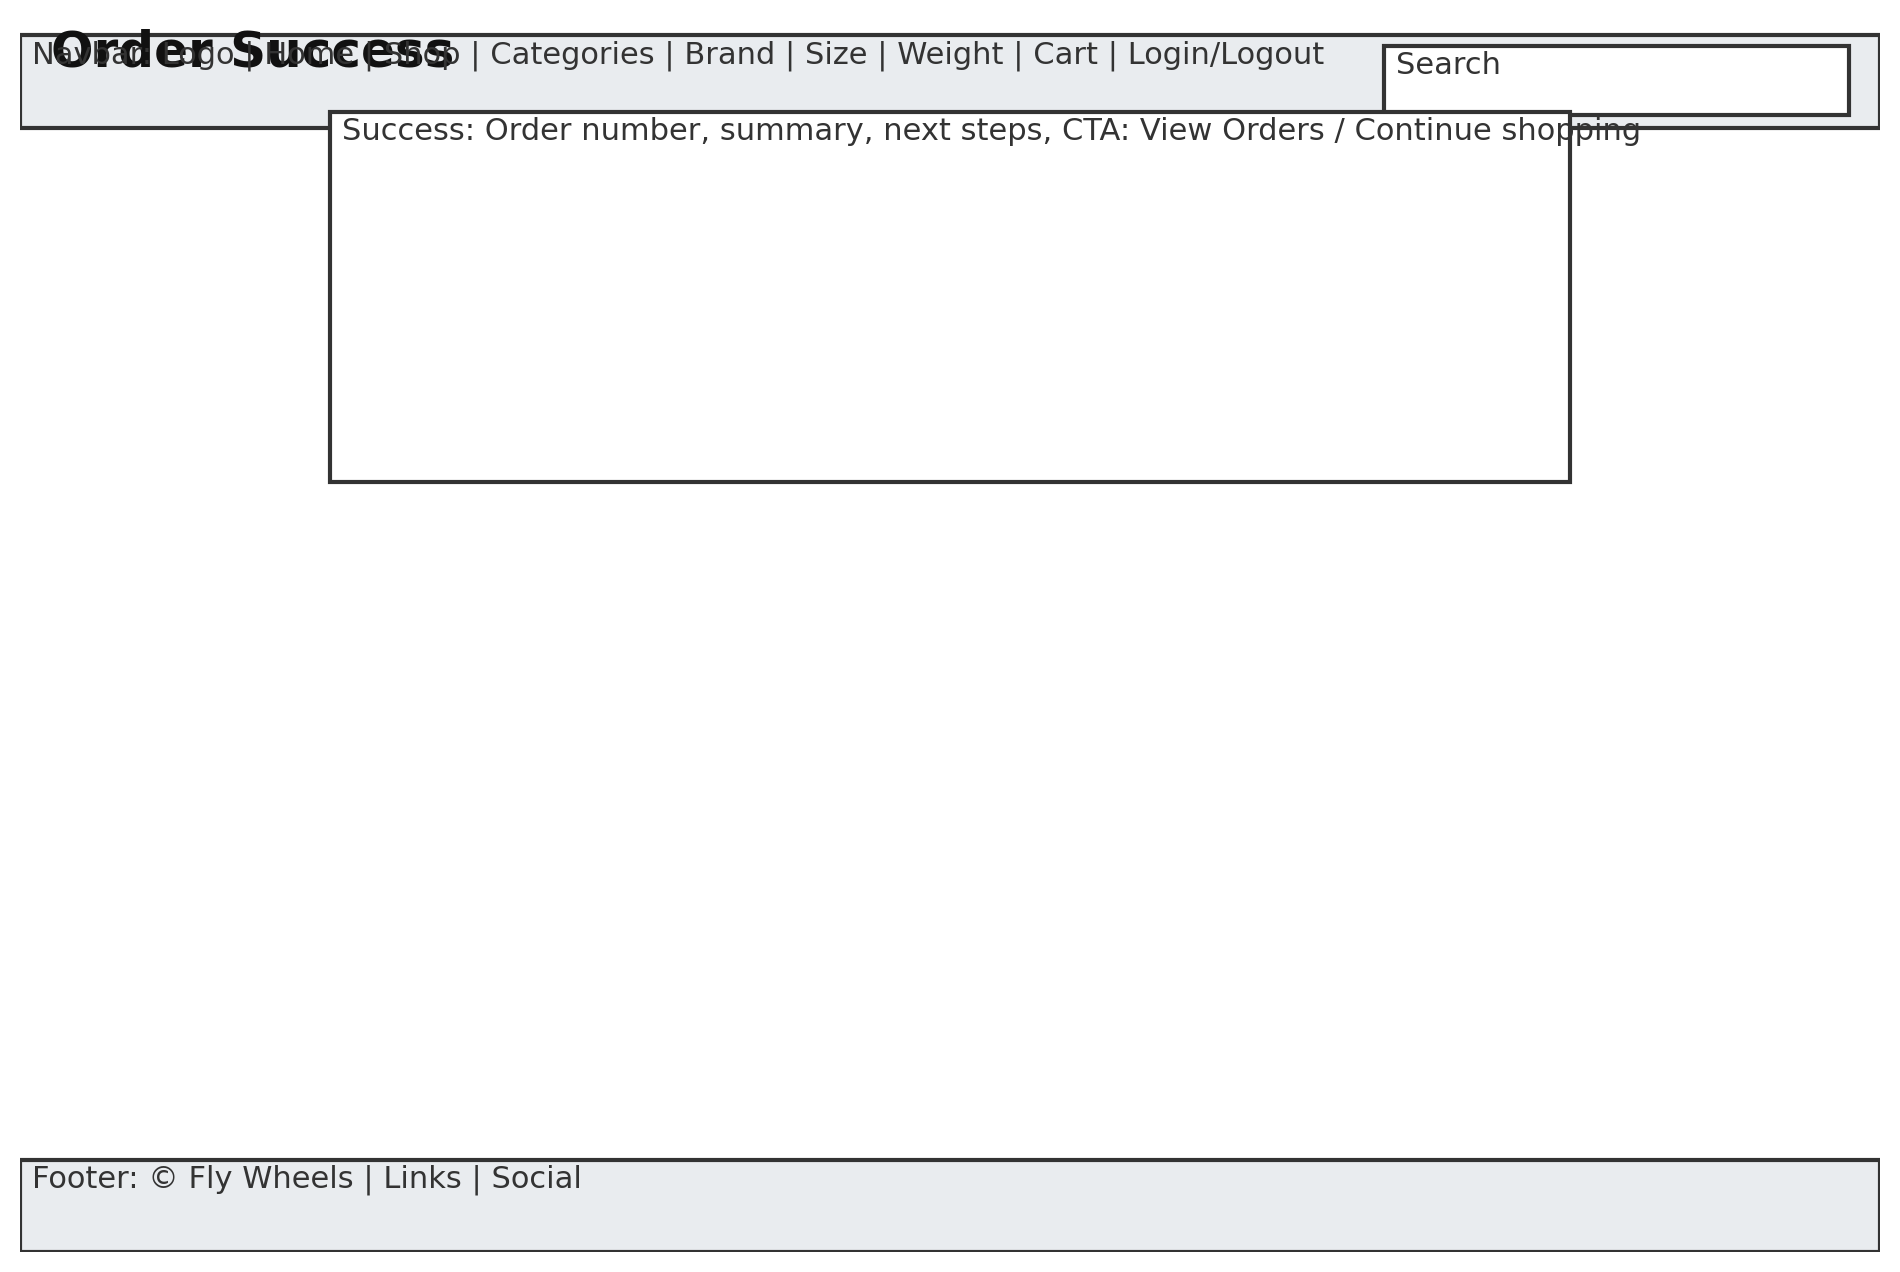 Order Success
Navbar: Logo | Home | Shop | Categories | Brand | Size | Weight | Cart | Login/Logout
Search
Success: Order number, summary, next steps, CTA: View Orders / Continue shopping
Footer: © Fly Wheels | Links | Social